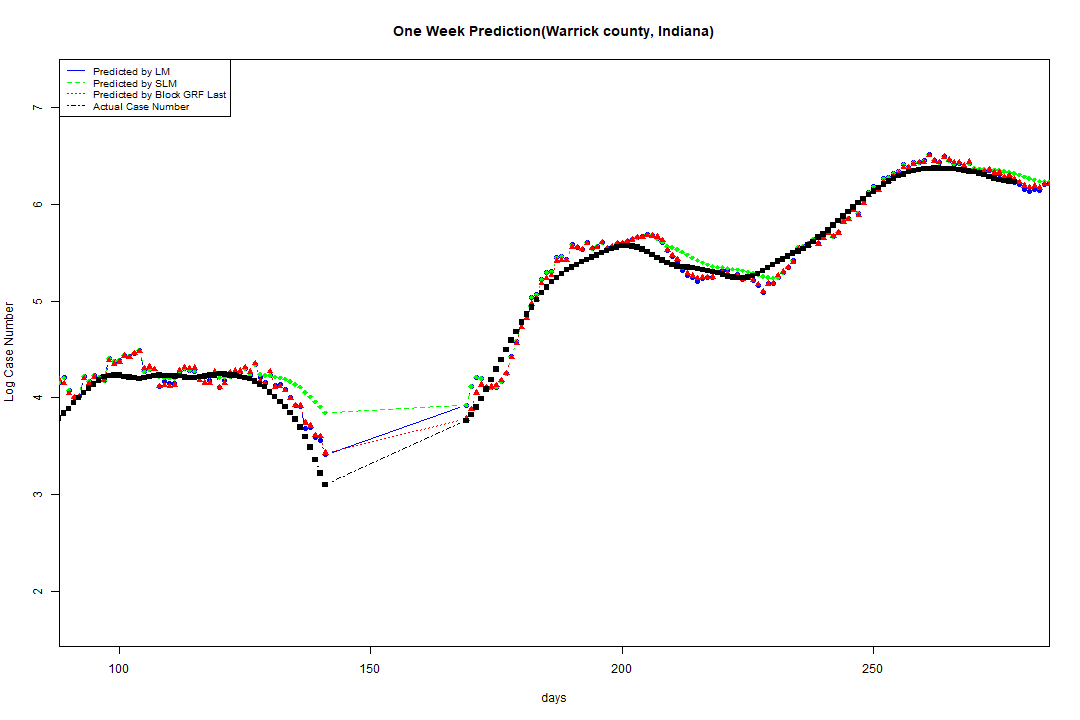 One Week Prediction(Warrick county, Indiana)
Predicted by LM
Predicted by SLM
Predicted by Block GRF Last
Actual Case Number
7
6
5
4
3
2
Log Case Number
100 150 200 250
days